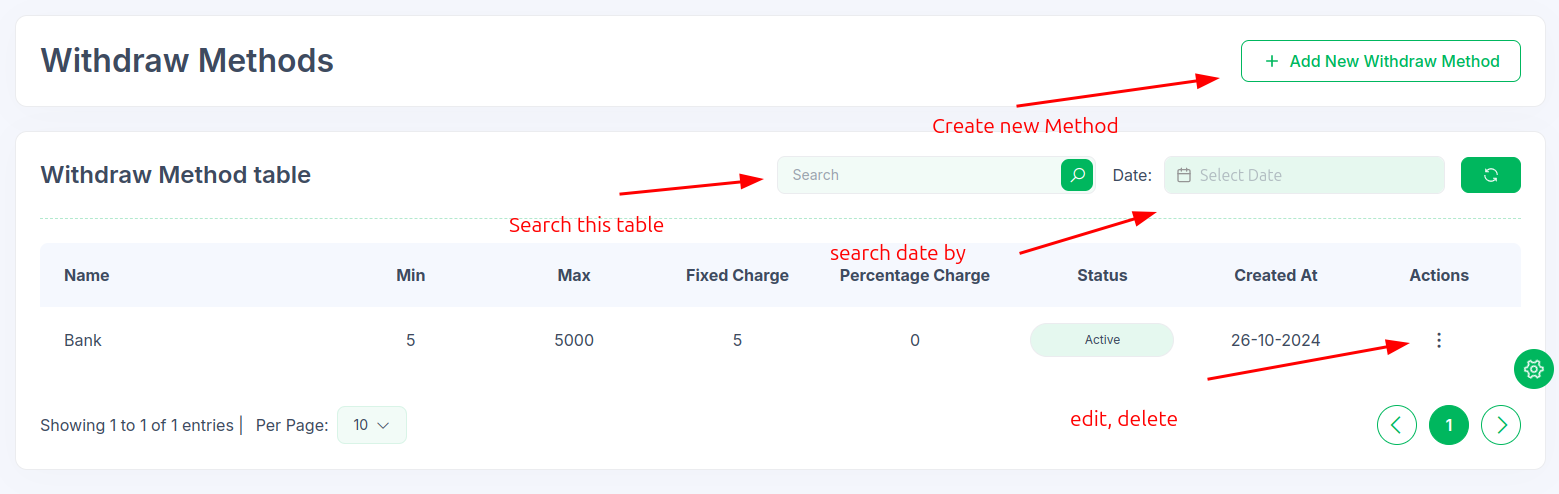 Withdraw Methods
Add New Withdraw Method
Create new Method
Withdraw Method table
Search
Date: Select Date
Search this table
search date by
Name Min Max Fixed Charge Percentage Charge Status Created At Actions
Bank 5 5000 5 0 Active 26-10-2024
edit, delete
Showing 1 to 1 of 1 entries | Per Page: 10
1